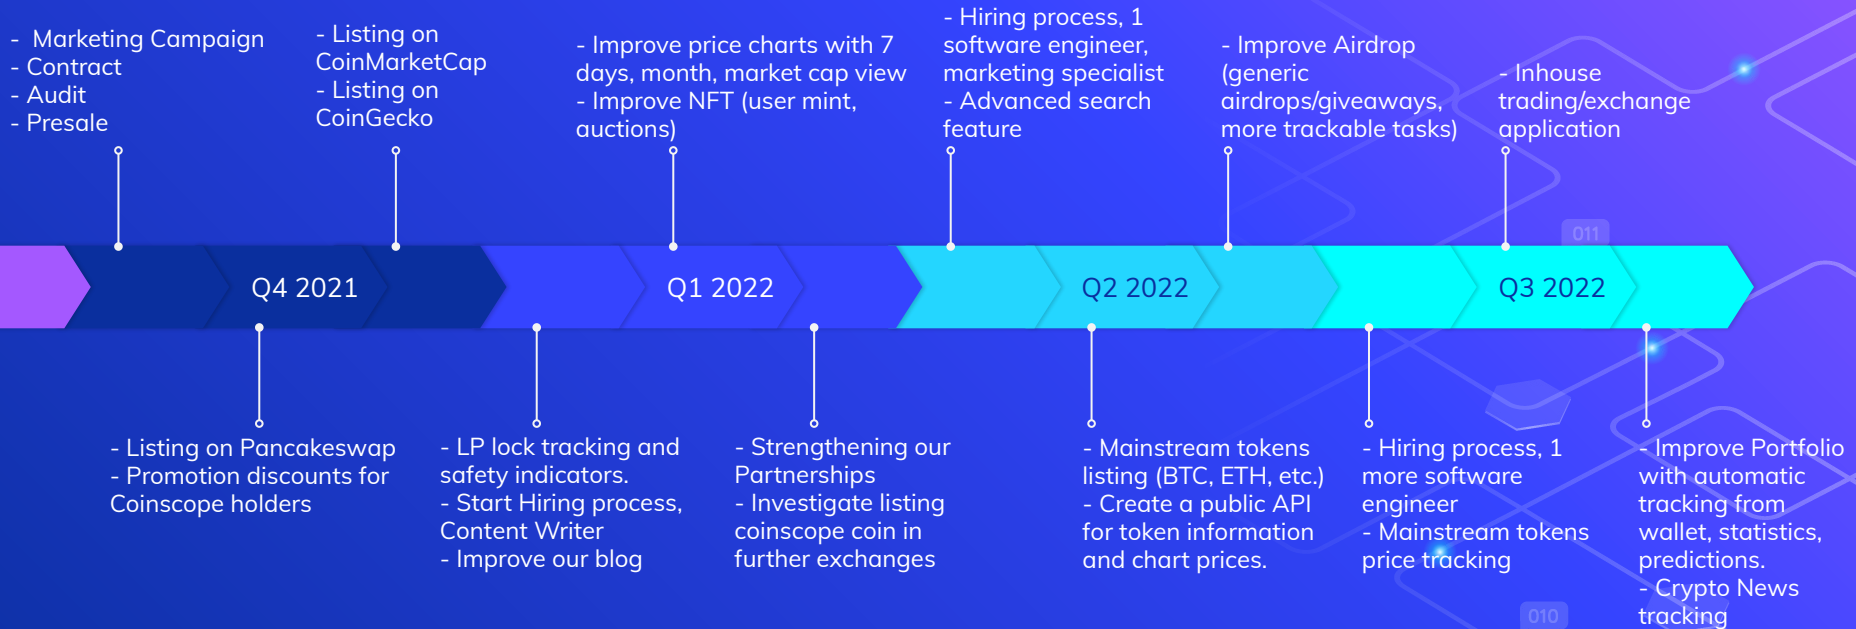 -  Marketing Campaign
- Contract
- Audit
- Presale
- Listing on
CoinMarketCap
- Listing on
CoinGecko
- Improve price charts with 7
days, month, market cap view
- Improve NFT (user mint,
auctions)
- Hiring process, 1
software engineer,
marketing specialist
- Advanced search
feature
- Improve Airdrop
(generic
airdrops/giveaways,
more trackable tasks)
- Inhouse
trading/exchange
application
011
Q4 2021
Q1 2022
Q2 2022
Q3 2022
- Listing on Pancakeswap
- Promotion discounts for
Coinscope holders
- LP lock tracking and
safety indicators.
- Start Hiring process,
Content Writer
- Improve our blog
- Strengthening our
Partnerships
- Investigate listing
coinscope coin in
further exchanges
- Mainstream tokens
listing (BTC, ETH, etc.)
- Create a public API
for token information
and chart prices.
- Hiring process, 1
more software
engineer
- Mainstream tokens
price tracking
- Improve Portfolio
with automatic
tracking from
wallet, statistics,
predictions.
- Crypto News
tracking
010